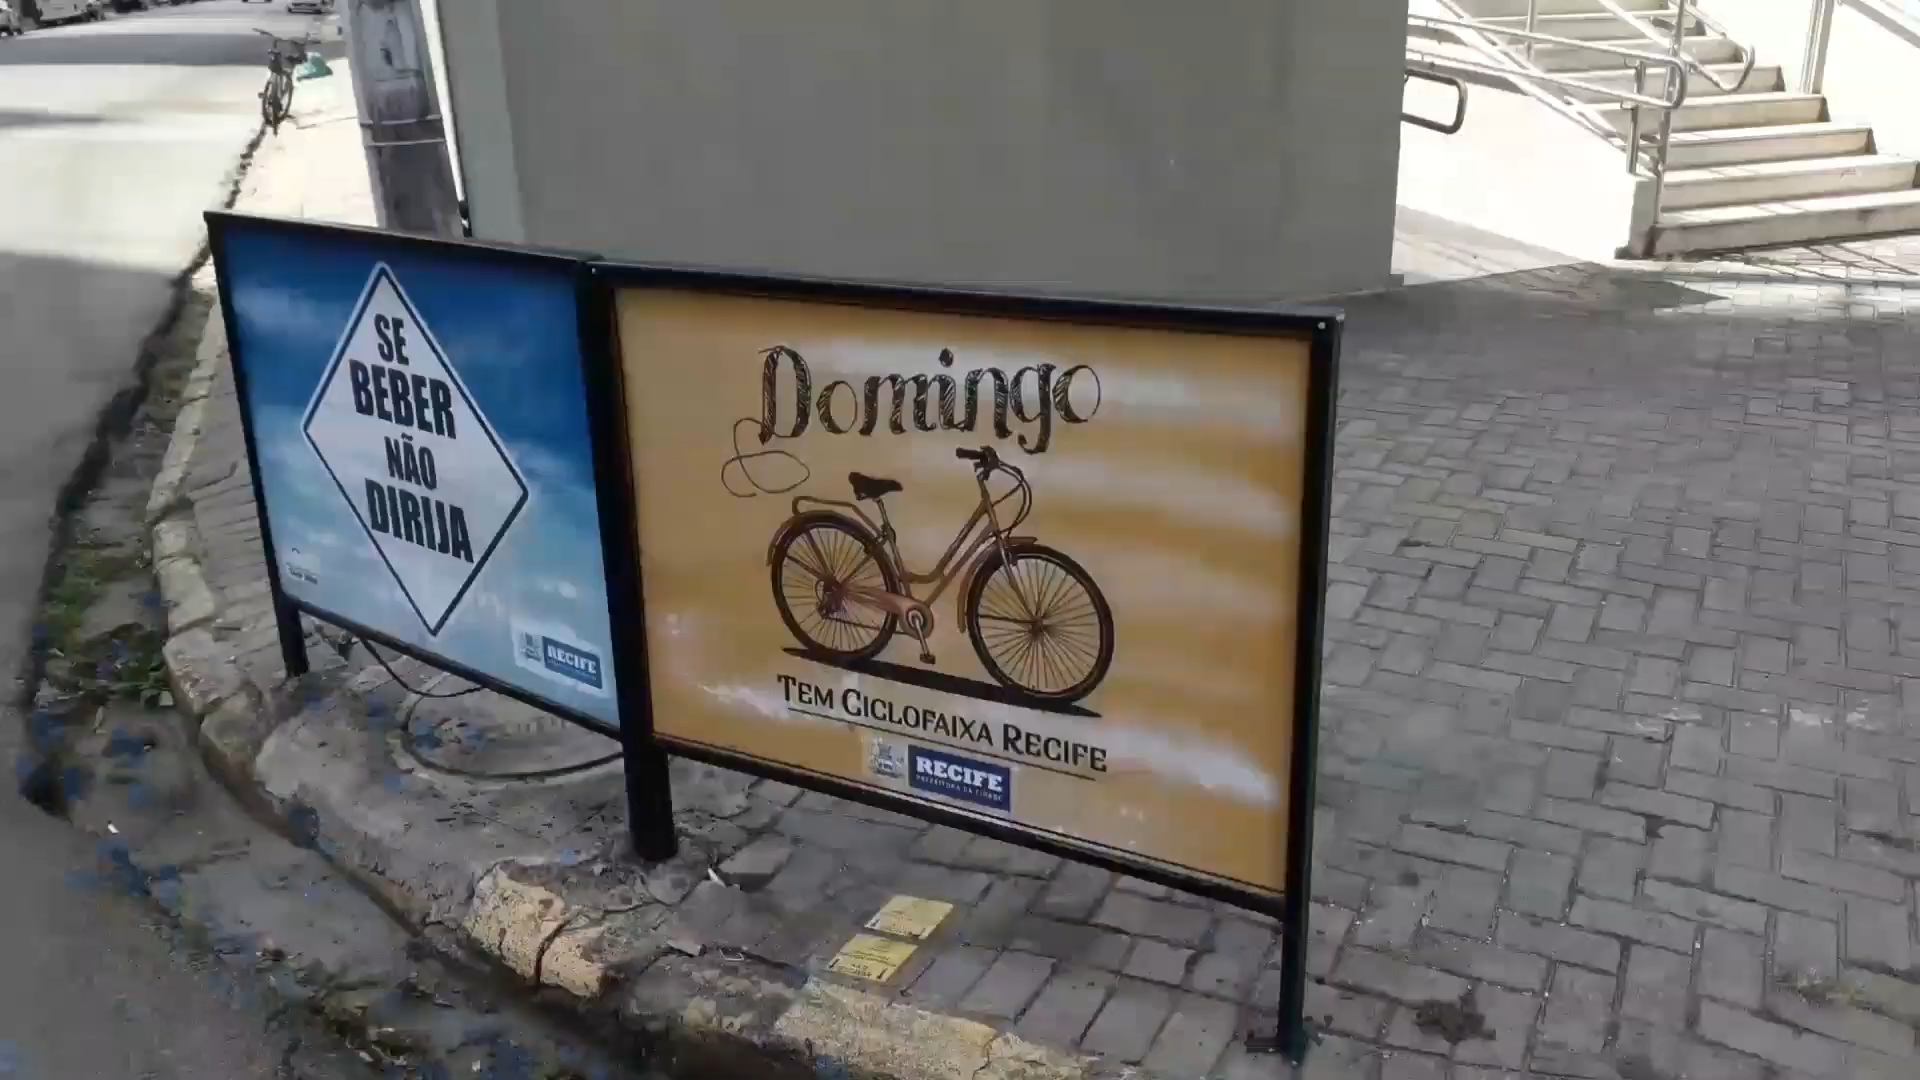 SE
BEBER
NÃO
DIRIJA
RECIFE
Domingo
TEM CICLOFAIXA RECIFE
RECIFE
PREFEITURA DA CIDADE